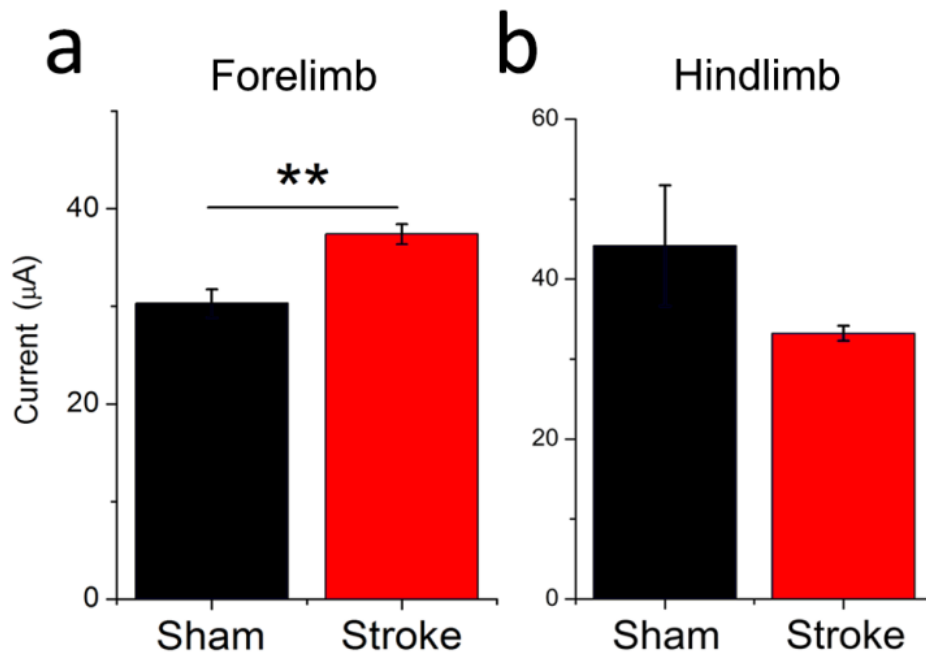 a
Forelimb
**
40
20
0
Current (μA)
Sham Stroke
b
Hindlimb
60
40
20
0
Sham Stroke